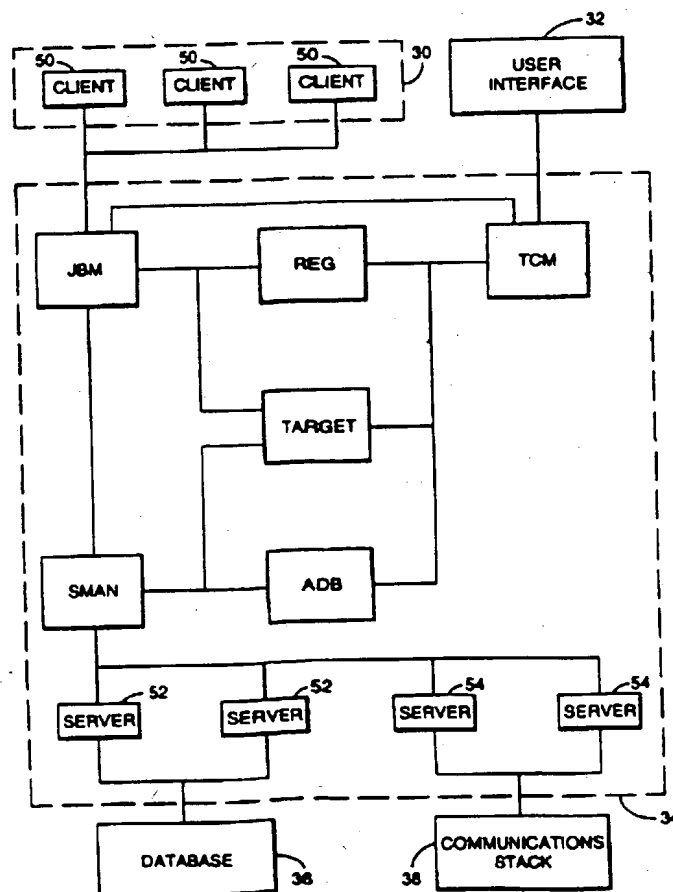 32
50
50
50
30
CLIENT
CLIENT
CLIENT
USER
INTERFACE
JBM
REG
TCM
TARGET
SMAN
ADB
52
52
54
54
SERVER
SERVER
SERVER
SERVER
34
DATABASE
36
38
COMMUNICATIONS
STACK